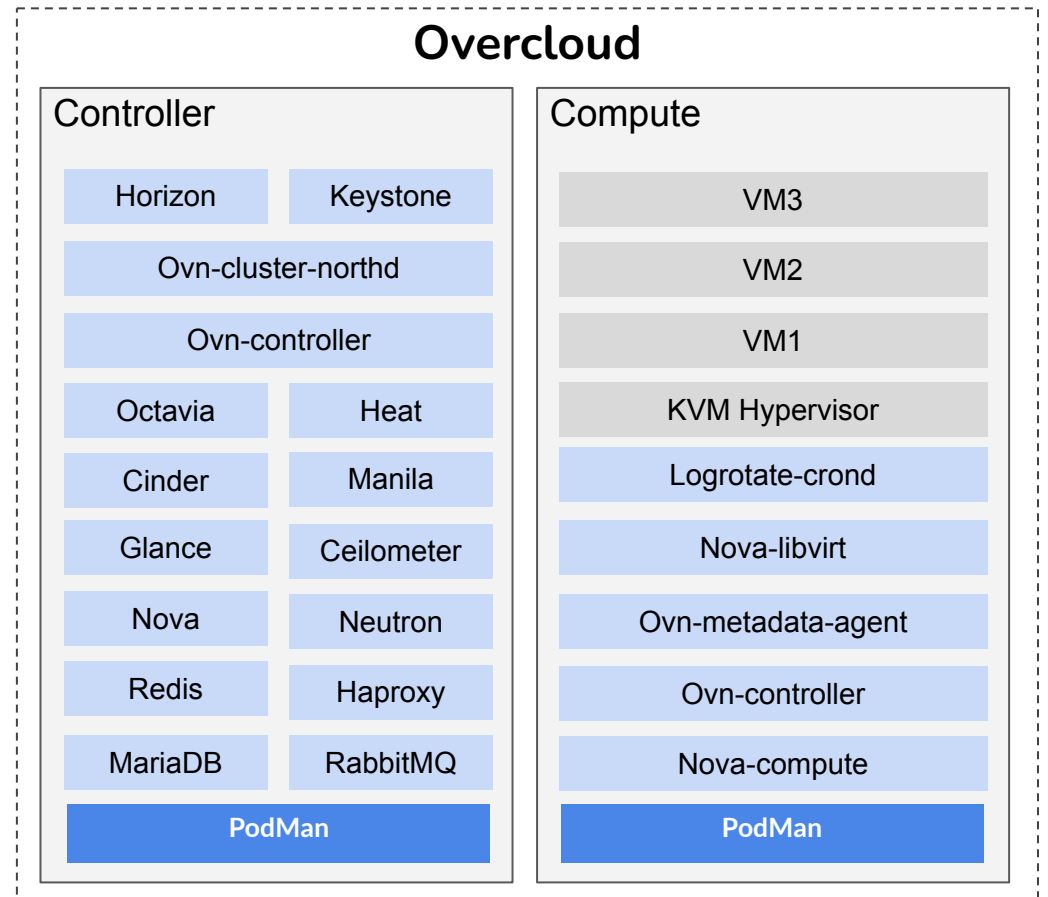 Overcloud
Controller
Horizon
Keystone
Ovn-cluster-northd
Ovn-controller
Octavia
Heat
Cinder
Manila
Glance
Ceilometer
Nova
Neutron
Redis
Haproxy
MariaDB
RabbitMQ
PodMan
Compute
VM3
VM2
VM1
KVM Hypervisor
Logrotate-crond
Nova-libvirt
Ovn-metadata-agent
Ovn-controller
Nova-compute
PodMan